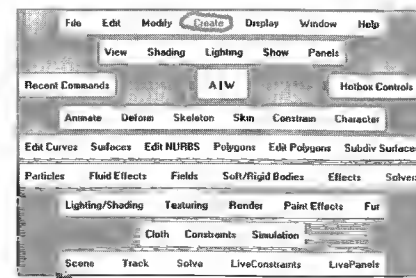 File Edit Modify Create Display Window Help
View Shading Lighting Show Panels
Recent Commands A|W Hotbox Controls
Animate Deform Skeleton Skin Constrain Character
Edit Curves Surfaces Edit NURBS Polygons Edit Polygons Subdiv Surfaces
Particles Fluid Effects Fields Soft/Rigid Bodies Effects Solvers
Lighting/Shading Texturing Render Paint Effects Fur
Cloth Constraints Simulation
Scene Track Solve LiveConstraints LivePanels